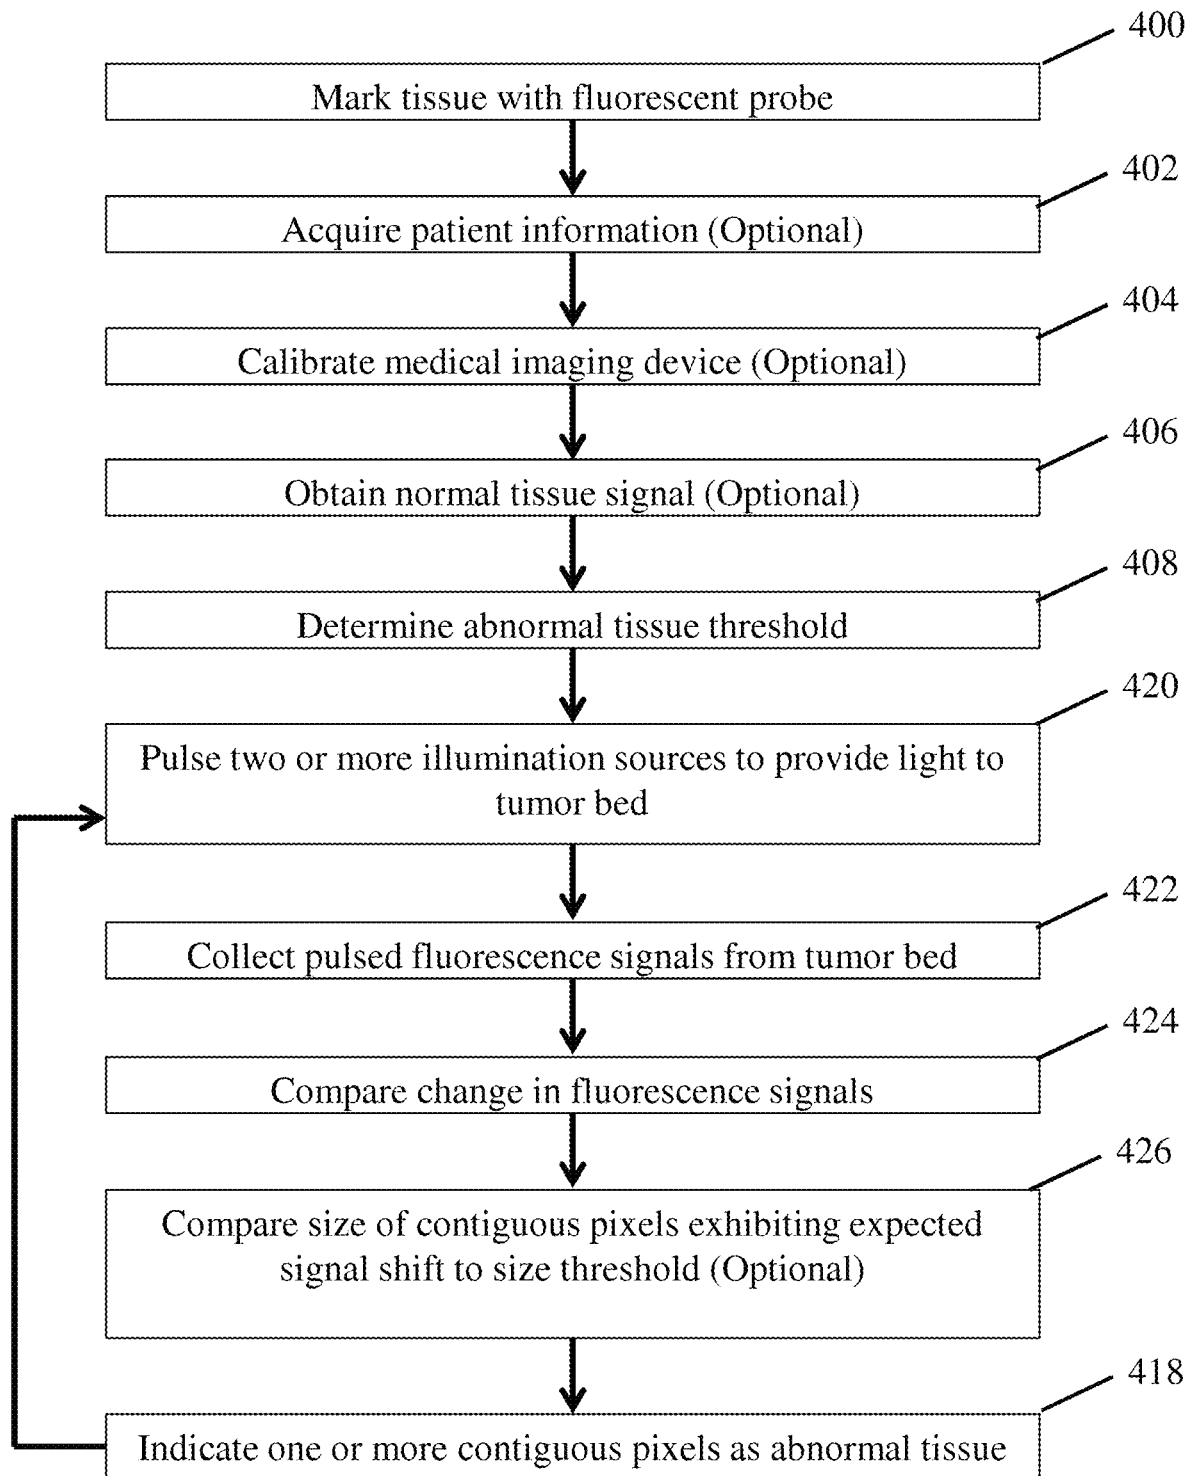 400
Mark tissue with fluorescent probe
402
Acquire patient information (Optional)
404
Calibrate medical imaging device (Optional)
406
Obtain normal tissue signal (Optional)
408
Determine abnormal tissue threshold
420
Pulse two or more illumination sources to provide light to
tumor bed
422
Collect pulsed fluorescence signals from tumor bed
424
Compare change in fluorescence signals
426
Compare size of contiguous pixels exhibiting expected
signal shift to size threshold (Optional)
418
Indicate one or more contiguous pixels as abnormal tissue